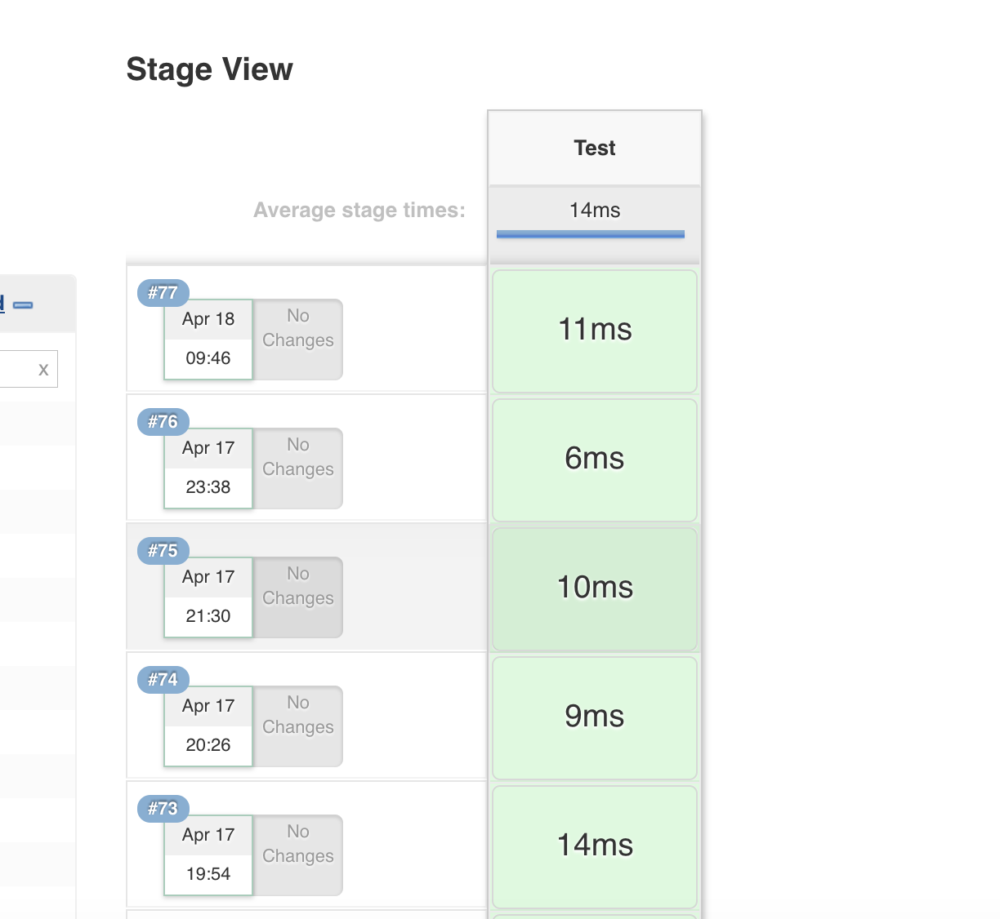 Stage View
Test
Average stage times:
14ms
d
x
#77
Apr 18
09:46
No
Changes
11ms
#76
Apr 17
23:38
No
Changes
6ms
#75
Apr 17
21:30
No
Changes
10ms
#74
Apr 17
20:26
No
Changes
9ms
#73
Apr 17
19:54
No
Changes
14ms